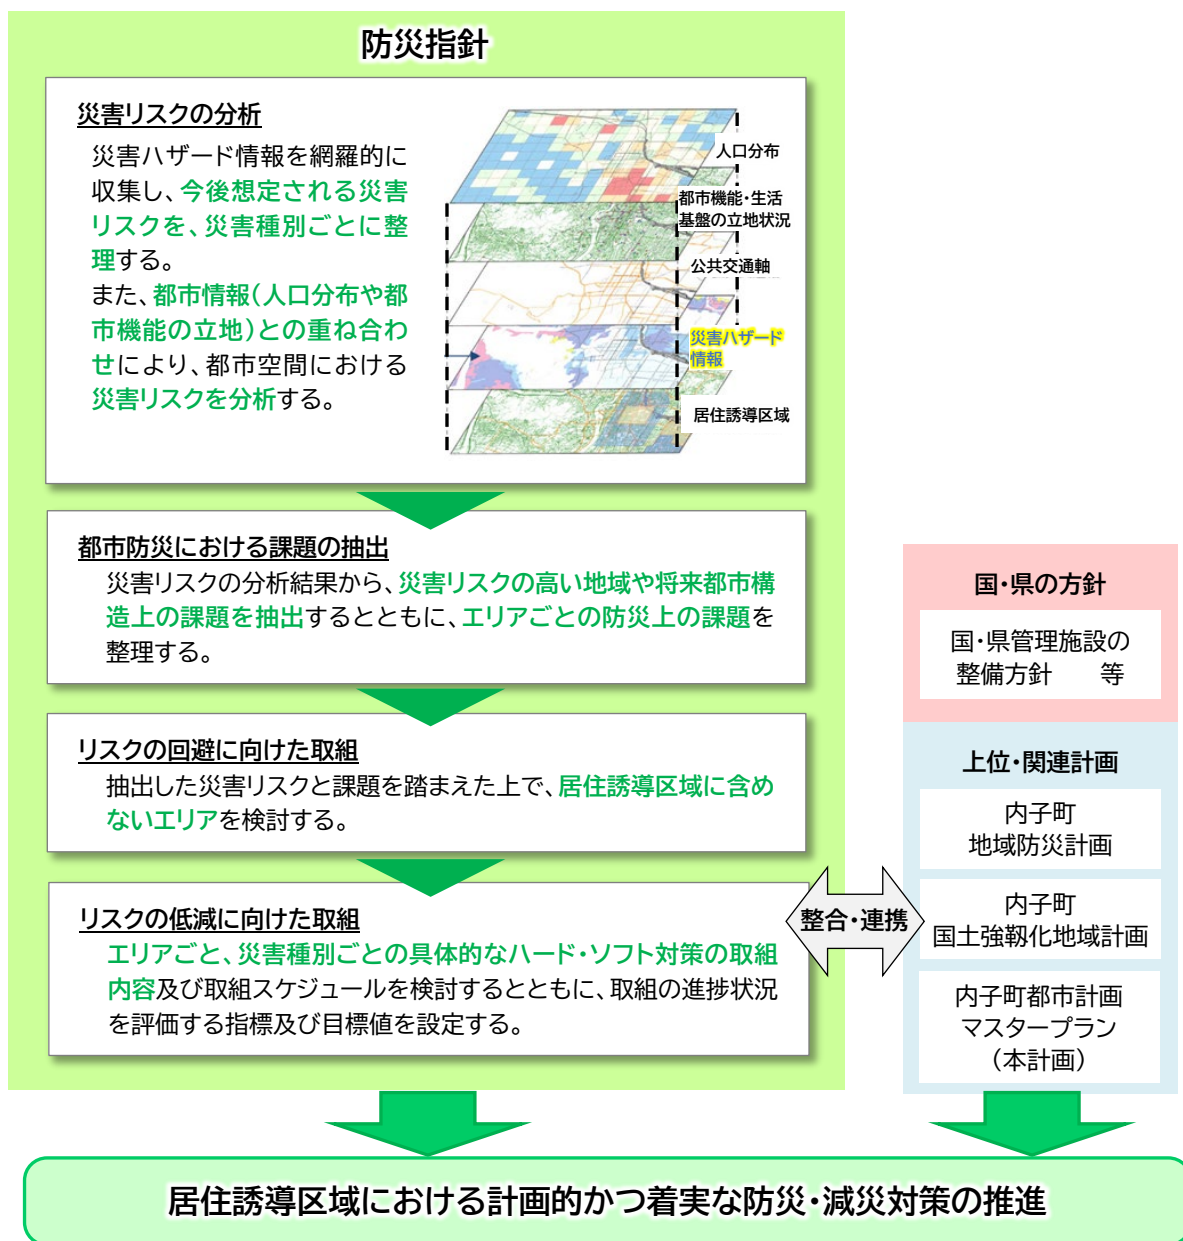 防災指針
災害リスクの分析
災害ハザード情報を網羅的に
収集し、今後想定される災害
リスクを、災害種別ごとに整
理する。
また、都市情報（人口分布や都
市機能の立地）との重ね合わ
せにより、都市空間における
災害リスクを分析する。
人口分布
都市機能・生活
基盤の立地状況
公共交通軸
災害ハザード
情報
居住誘導区域
都市防災における課題の抽出
災害リスクの分析結果から、災害リスクの高い地域や将来都市構
造上の課題を抽出するとともに、エリアごとの防災上の課題を
整理する。
リスクの回避に向けた取組
抽出した災害リスクと課題を踏まえた上で、居住誘導区域に含め
ないエリアを検討する。
リスクの低減に向けた取組
エリアごと、災害種別ごとの具体的なハード・ソフト対策の取組
内容及び取組スケジュールを検討するとともに、取組の進捗状況
を評価する指標及び目標値を設定する。
整合・連携
国・県の方針
国・県管理施設の
整備方針　　等
上位・関連計画
内子町
地域防災計画
内子町
国土強靱化地域計画
内子町都市計画
マスタープラン
（本計画）
居住誘導区域における計画的かつ着実な防災・減災対策の推進